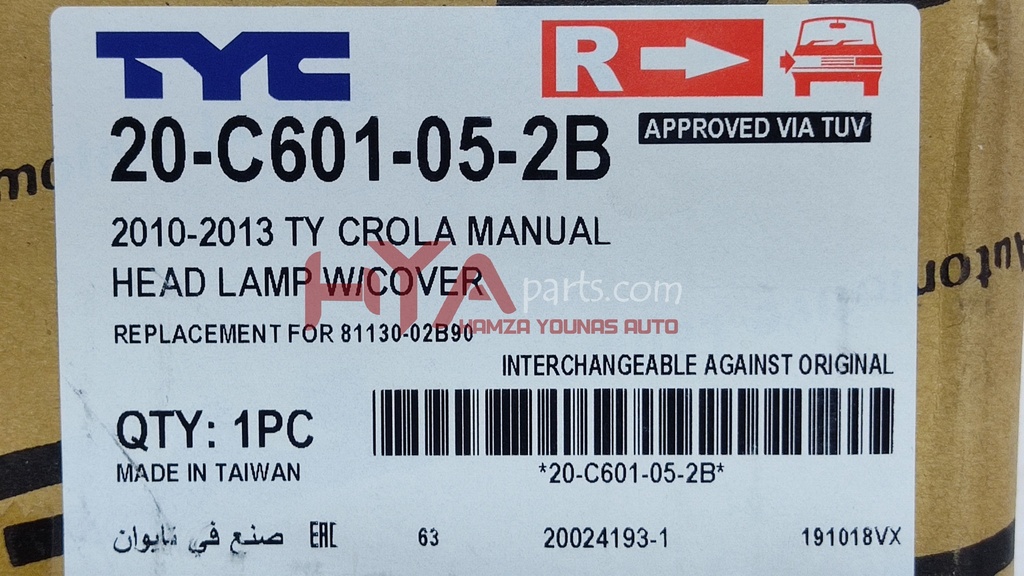 TYC
R
20-C601-05-2B
APPROVED VIA TUV
2010-2013 TY CROLA MANUAL
HEAD LAMP W/COVER
HYAparts.com
HAMZA YOUNAS AUTO
REPLACEMENT FOR 81130-02B90
INTERCHANGEABLE AGAINST ORIGINAL
QTY: 1PC
*20-C601-05-2B*
MADE IN TAIWAN
صنع في تايوان EAC 63 20024193-1 191018VX